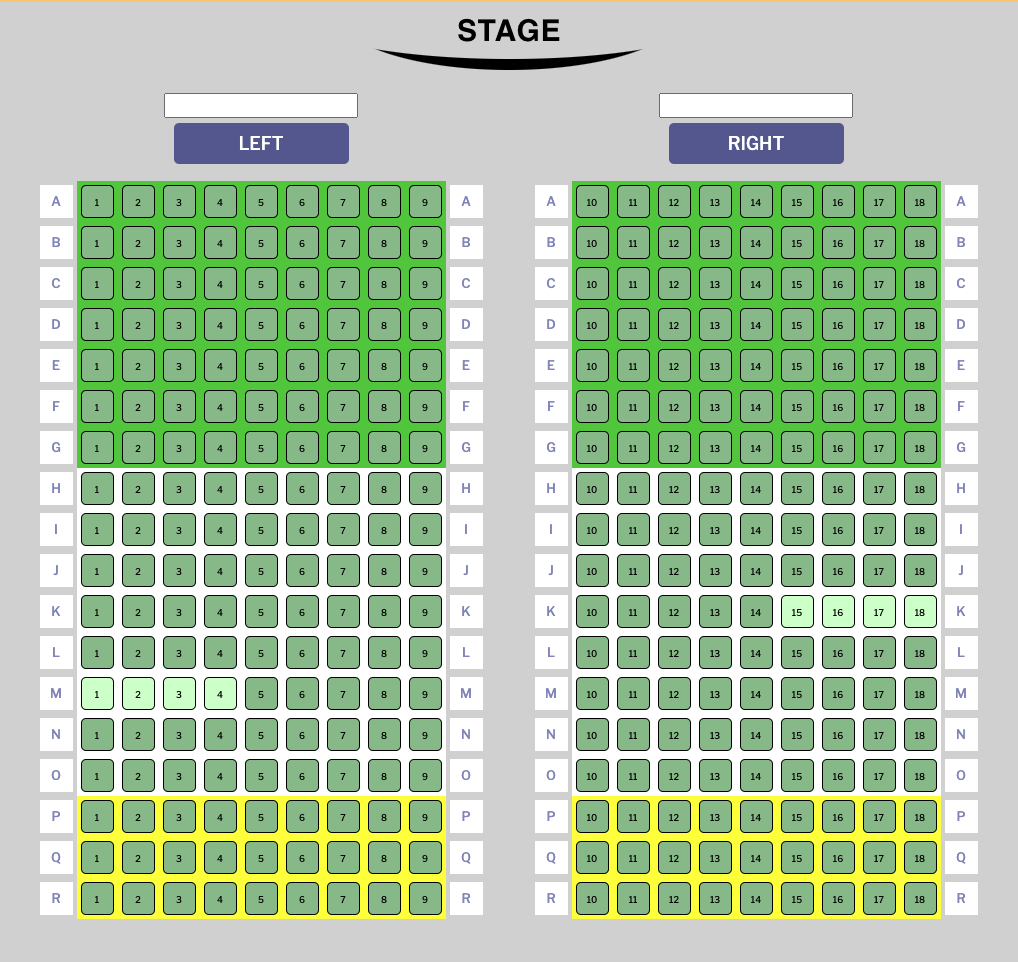 STAGE
LEFT RIGHT
A 1 2 3 4 5 6 7 8 9 A A 10 11 12 13 14 15 16 17 18 A
B 1 2 3 4 5 6 7 8 9 B B 10 11 12 13 14 15 16 17 18 B
C 1 2 3 4 5 6 7 8 9 C C 10 11 12 13 14 15 16 17 18 C
D 1 2 3 4 5 6 7 8 9 D D 10 11 12 13 14 15 16 17 18 D
E 1 2 3 4 5 6 7 8 9 E E 10 11 12 13 14 15 16 17 18 E
F 1 2 3 4 5 6 7 8 9 F F 10 11 12 13 14 15 16 17 18 F
G 1 2 3 4 5 6 7 8 9 G G 10 11 12 13 14 15 16 17 18 G
H 1 2 3 4 5 6 7 8 9 H H 10 11 12 13 14 15 16 17 18 H
I 1 2 3 4 5 6 7 8 9 I I 10 11 12 13 14 15 16 17 18 I
J 1 2 3 4 5 6 7 8 9 J J 10 11 12 13 14 15 16 17 18 J
K 1 2 3 4 5 6 7 8 9 K K 10 11 12 13 14 15 16 17 18 K
L 1 2 3 4 5 6 7 8 9 L L 10 11 12 13 14 15 16 17 18 L
M 1 2 3 4 5 6 7 8 9 M M 10 11 12 13 14 15 16 17 18 M
N 1 2 3 4 5 6 7 8 9 N N 10 11 12 13 14 15 16 17 18 N
O 1 2 3 4 5 6 7 8 9 O O 10 11 12 13 14 15 16 17 18 O
P 1 2 3 4 5 6 7 8 9 P P 10 11 12 13 14 15 16 17 18 P
Q 1 2 3 4 5 6 7 8 9 Q Q 10 11 12 13 14 15 16 17 18 Q
R 1 2 3 4 5 6 7 8 9 R R 10 11 12 13 14 15 16 17 18 R